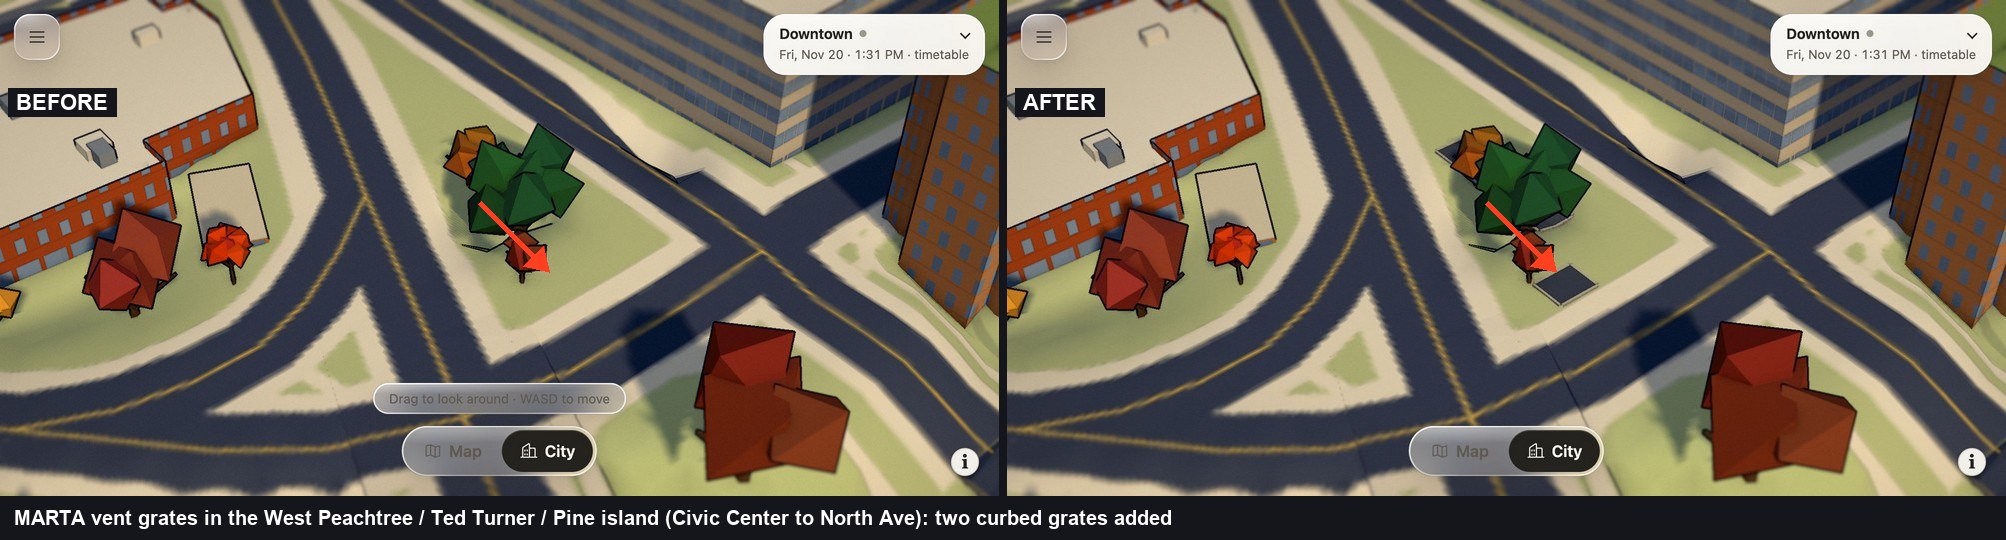 Downtown
Fri, Nov 20 · 1:31 PM · timetable
BEFORE
Drag to look around · WASD to move
Map
City
i
Downtown
Fri, Nov 20 · 1:31 PM · timetable
AFTER
Map
City
i
MARTA vent grates in the West Peachtree / Ted Turner / Pine island (Civic Center to North Ave): two curbed grates added